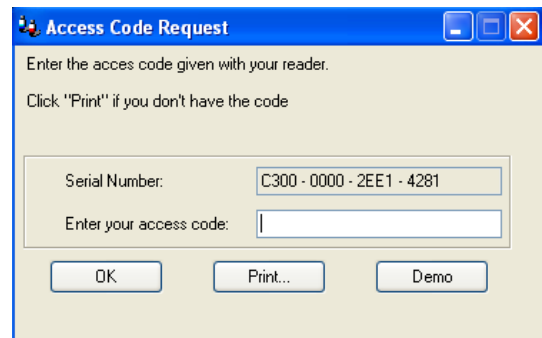 Access Code Request
Enter the acces code given with your reader.
Click "Print" if you don't have the code
Serial Number: C300 - 0000 - 2EE1 - 4281
Enter your access code:
OK Print... Demo